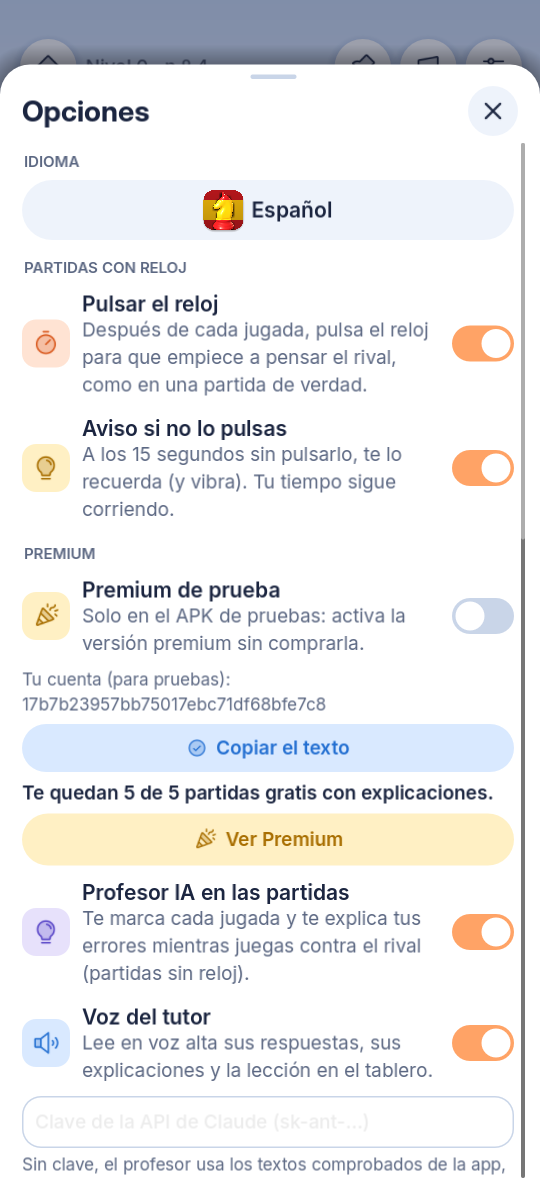 Opciones
IDIOMA
Español
PARTIDAS CON RELOJ
Pulsar el reloj
Después de cada jugada, pulsa el reloj
para que empiece a pensar el rival,
como en una partida de verdad.
Aviso si no lo pulsas
A los 15 segundos sin pulsarlo, te lo
recuerda (y vibra). Tu tiempo sigue
corriendo.
PREMIUM
Premium de prueba
Solo en el APK de pruebas: activa la
versión premium sin comprarla.
Tu cuenta (para pruebas):
17b7b23957bb75017ebc71df68bfe7c8
Copiar el texto
Te quedan 5 de 5 partidas gratis con explicaciones.
Ver Premium
Profesor IA en las partidas
Te marca cada jugada y te explica tus
errores mientras juegas contra el rival
(partidas sin reloj).
Voz del tutor
Lee en voz alta sus respuestas, sus
explicaciones y la lección en el tablero.
Clave de la API de Claude (sk-ant-...)
Sin clave, el profesor usa los textos comprobados de la app,